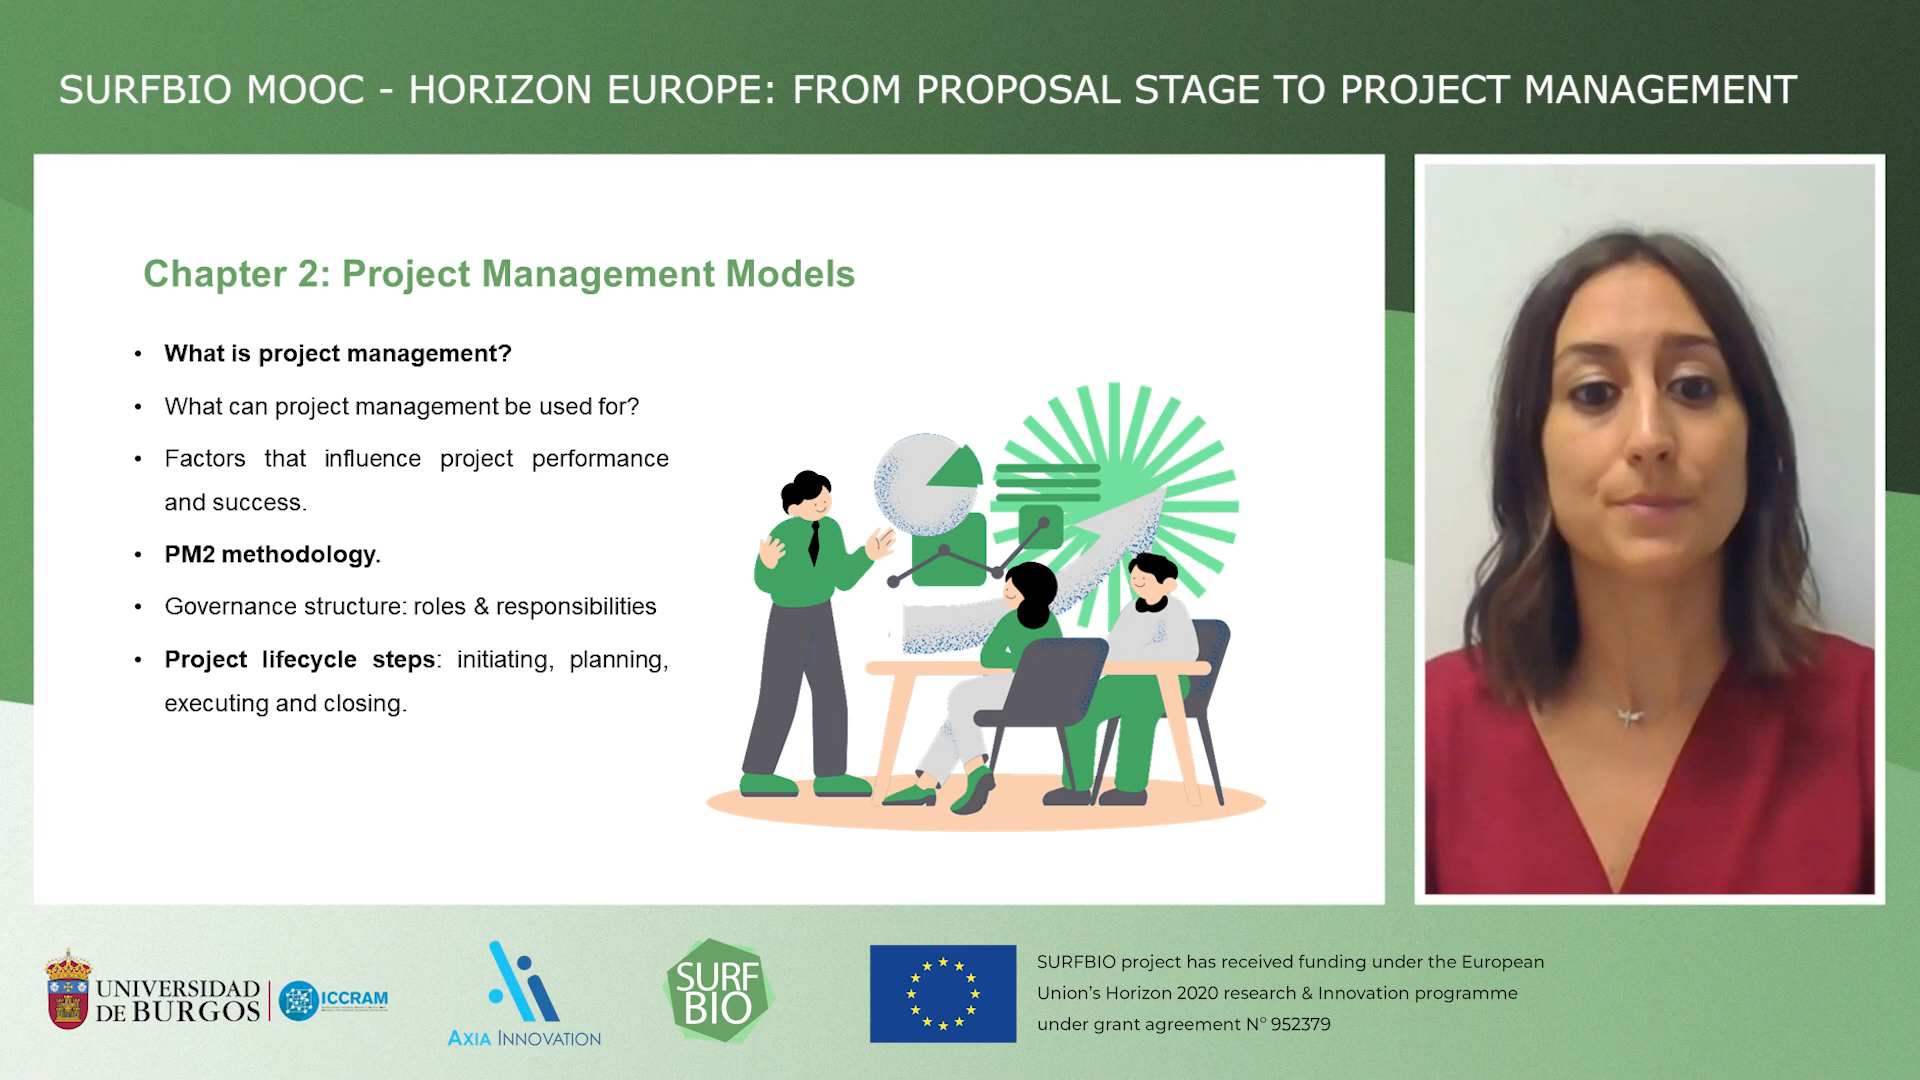 SURFBIO MOOC - HORIZON EUROPE: FROM PROPOSAL STAGE TO PROJECT MANAGEMENT
Chapter 2: Project Management Models
• What is project management?
• What can project management be used for?
• Factors that influence project performance
and success.
• PM2 methodology.
• Governance structure: roles & responsibilities
• Project lifecycle steps: initiating, planning,
executing and closing.
UNIVERSIDAD
DE BURGOS
ICCRAM
AXIA INNOVATION
SURF
BIO
SURFBIO project has received funding under the European
Union's Horizon 2020 research & Innovation programme
under grant agreement Nº 952379